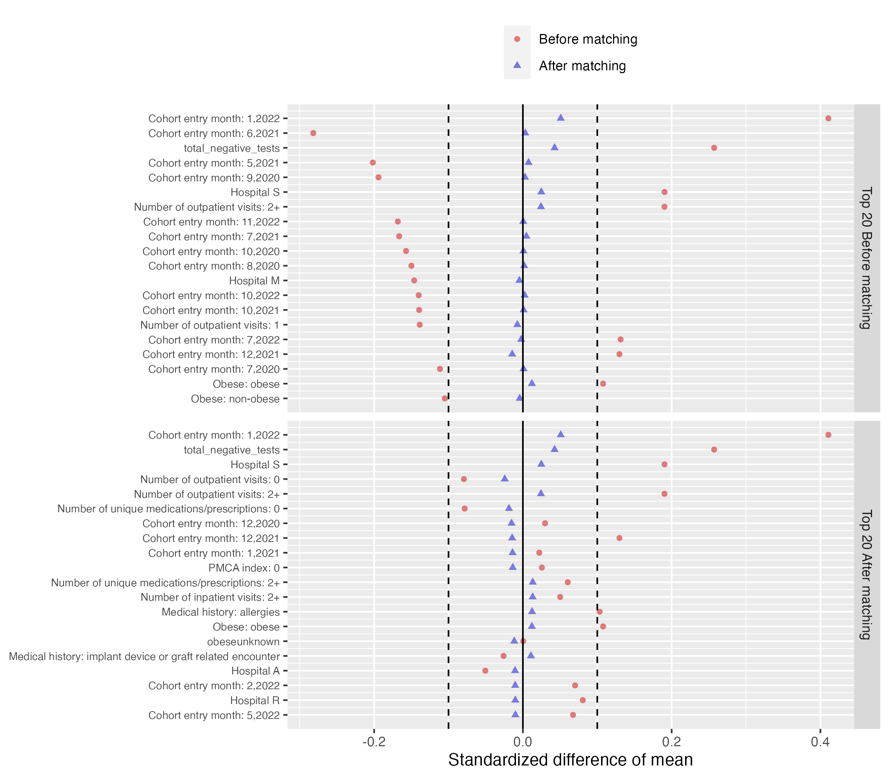 Before matching
After matching
Cohort entry month: 1,2022
Cohort entry month: 6,2021
total_negative_tests
Cohort entry month: 5,2021
Cohort entry month: 9,2020
Hospital S
Number of outpatient visits: 2+
Cohort entry month: 11,2022
Cohort entry month: 7,2021
Cohort entry month: 10,2020
Cohort entry month: 8,2020
Hospital M
Cohort entry month: 10,2022
Cohort entry month: 10,2021
Number of outpatient visits: 1
Cohort entry month: 7,2022
Cohort entry month: 12,2021
Cohort entry month: 7,2020
Obese: obese
Obese: non-obese
Top 20 Before matching
Cohort entry month: 1,2022
total_negative_tests
Hospital S
Number of outpatient visits: 0
Number of outpatient visits: 2+
Number of unique medications/prescriptions: 0
Cohort entry month: 12,2020
Cohort entry month: 12,2021
Cohort entry month: 1,2021
PMCA index: 0
Number of unique medications/prescriptions: 2+
Number of inpatient visits: 2+
Medical history: allergies
Obese: obese
obeseunknown
Medical history: implant device or graft related encounter
Hospital A
Cohort entry month: 2,2022
Hospital R
Cohort entry month: 5,2022
Top 20 After matching
-0.2 0.0 0.2 0.4
Standardized difference of mean